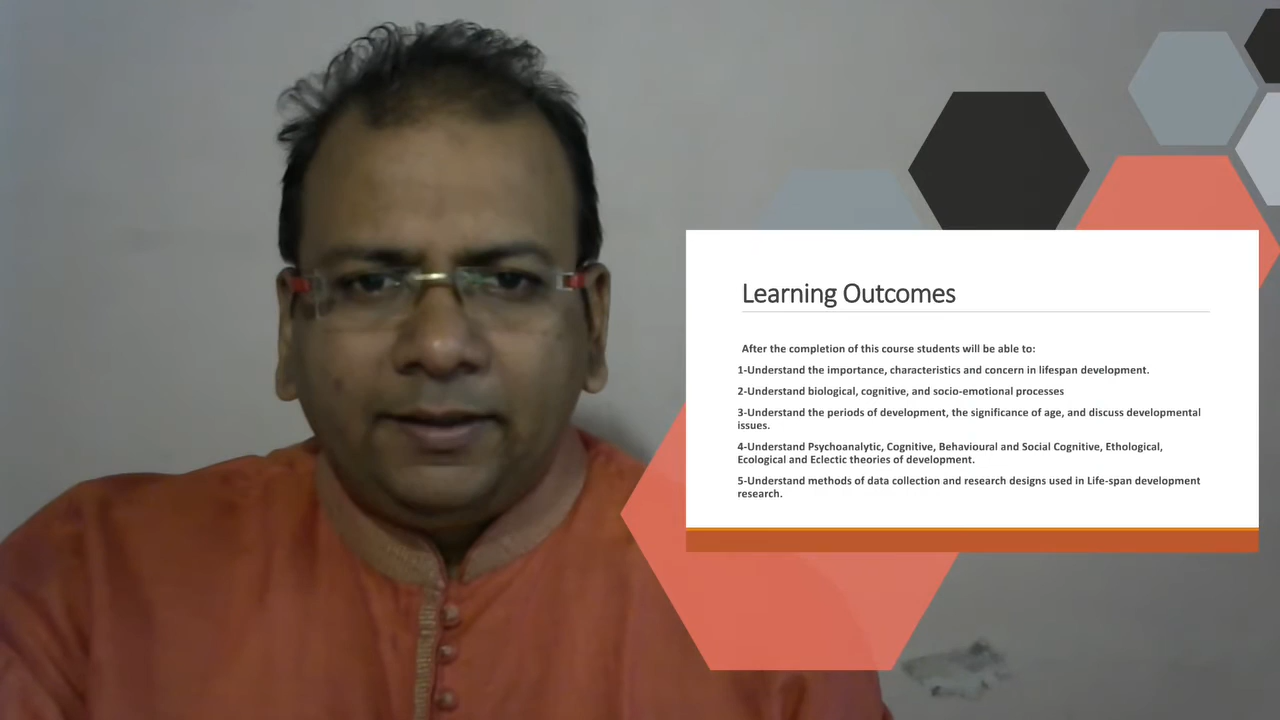 Learning Outcomes
After the completion of this course students will be able to:
1-Understand the importance, characteristics and concern in lifespan development.
2-Understand biological, cognitive, and socio-emotional processes
3-Understand the periods of development, the significance of age, and discuss developmental
issues.
4-Understand Psychoanalytic, Cognitive, Behavioural and Social Cognitive, Ethological,
Ecological and Eclectic theories of development.
5-Understand methods of data collection and research designs used in Life-span development
research.